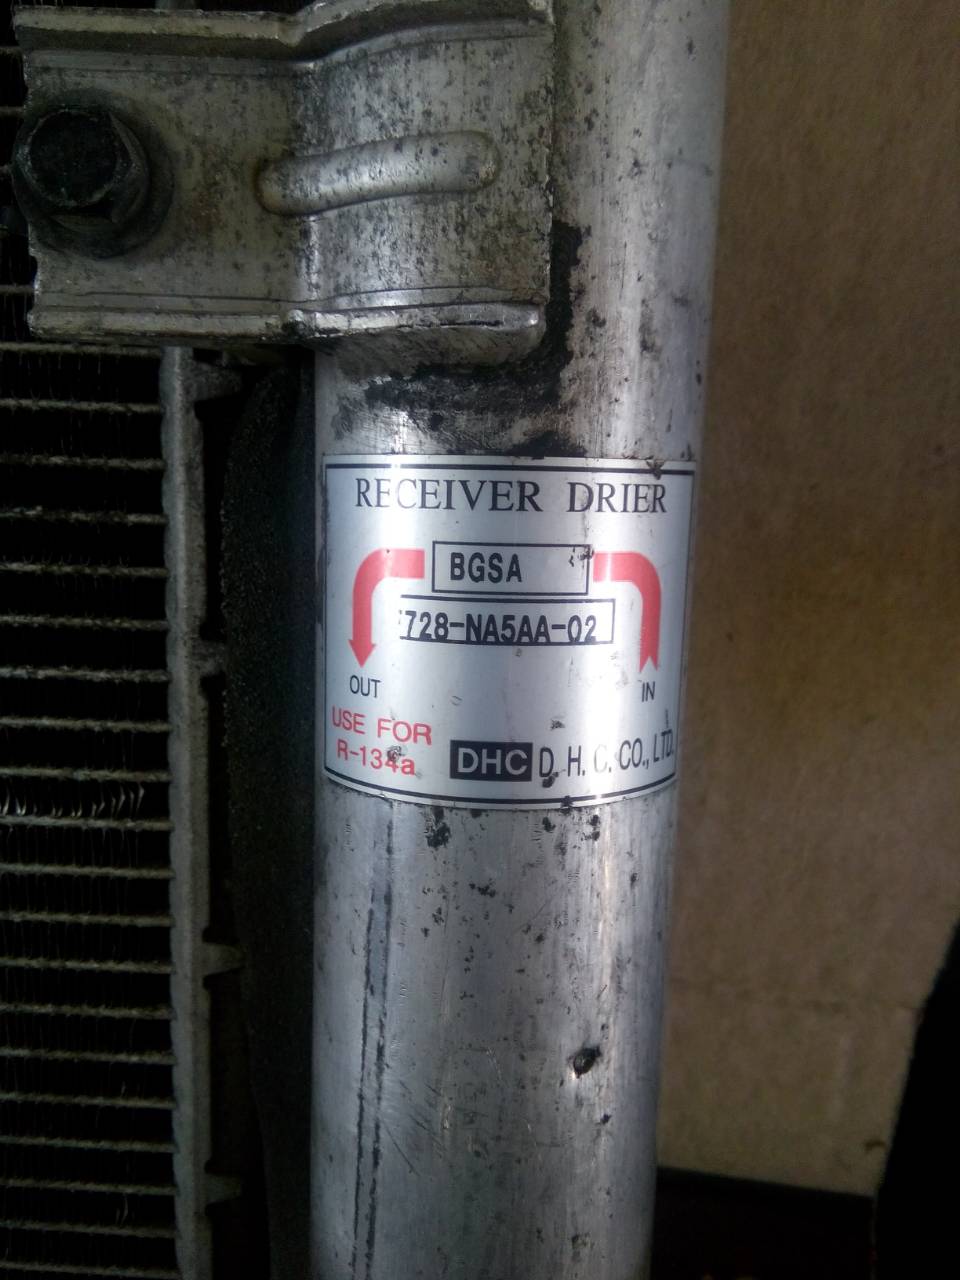 RECEIVER DRIER
BGSA
728-NA5AA-02
OUT
IN
USE FOR
R-134a
DHC D. H. C. CO., LTD.